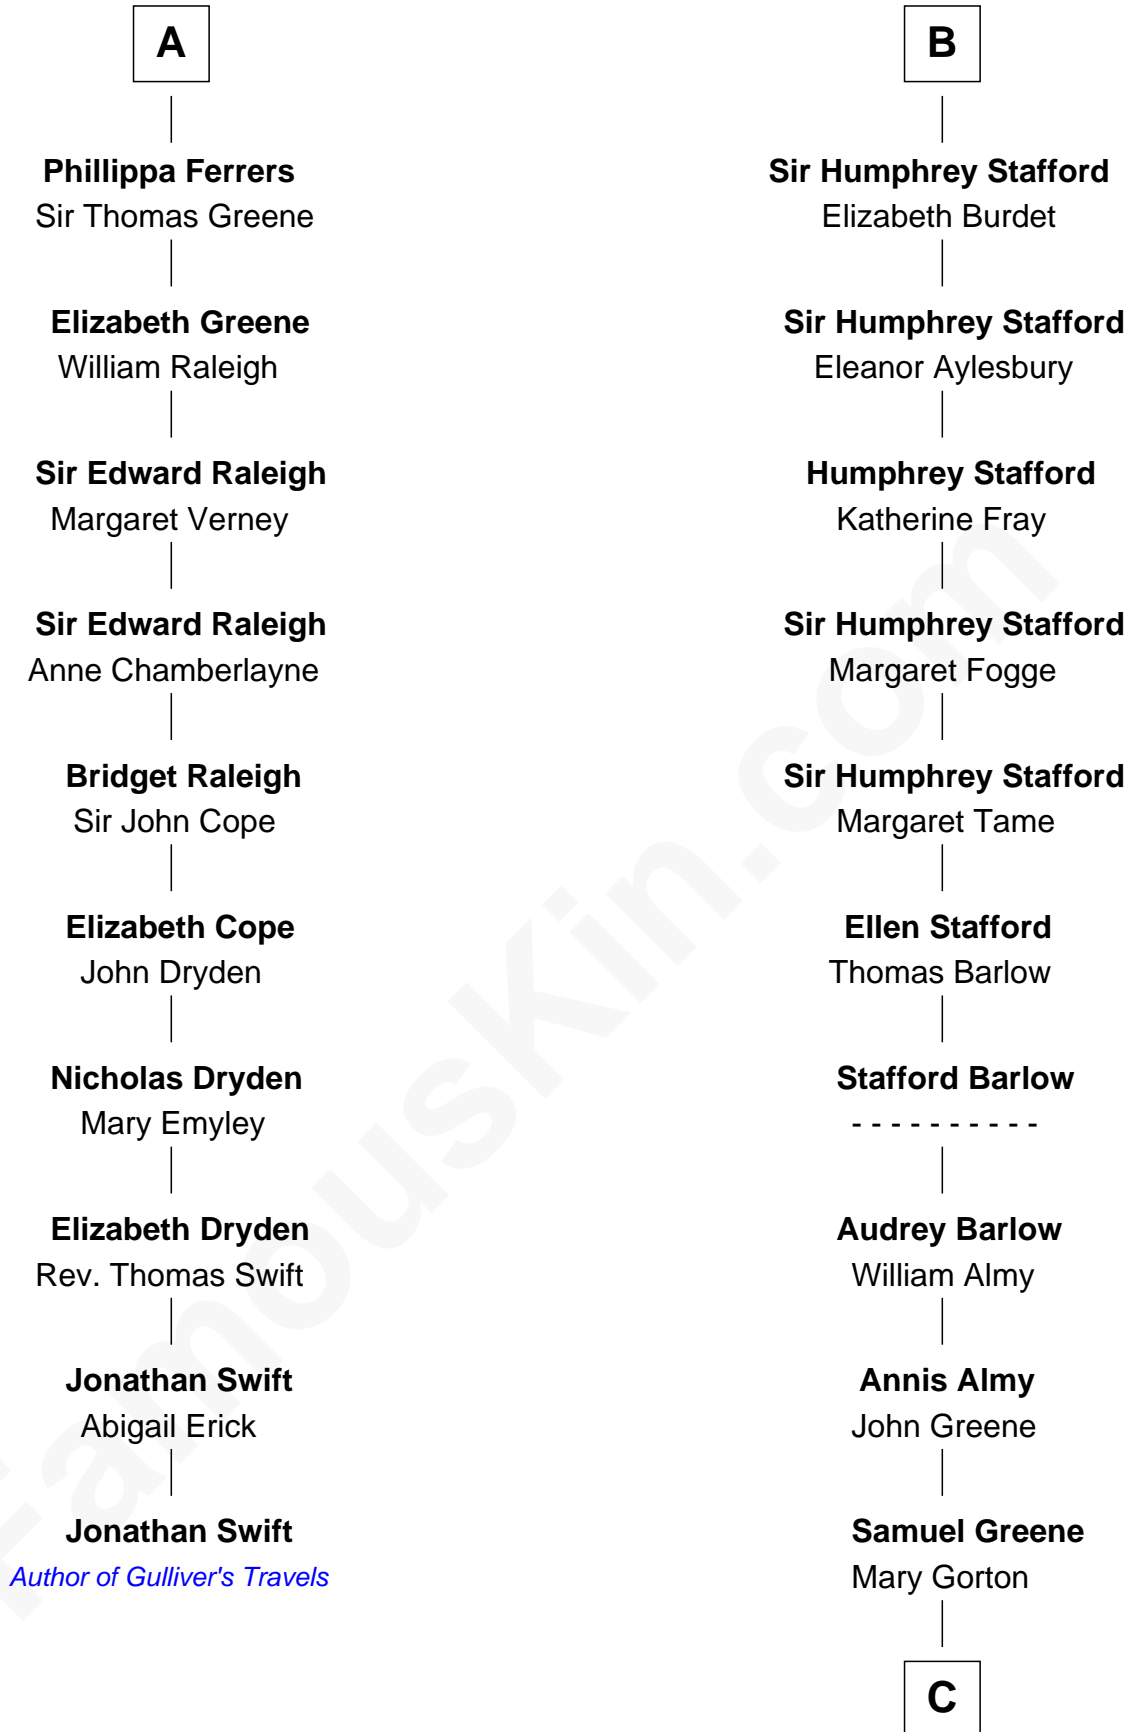 A
Phillippa Ferrers
Sir Thomas Greene
Elizabeth Greene
William Raleigh
Sir Edward Raleigh
Margaret Verney
Sir Edward Raleigh
Anne Chamberlayne
Bridget Raleigh
Sir John Cope
Elizabeth Cope
John Dryden
Nicholas Dryden
Mary Emyley
Elizabeth Dryden
Rev. Thomas Swift
Jonathan Swift
Abigail Erick
Jonathan Swift
Author of Gulliver's Travels
B
Sir Humphrey Stafford
Elizabeth Burdet
Sir Humphrey Stafford
Eleanor Aylesbury
Humphrey Stafford
Katherine Fray
Sir Humphrey Stafford
Margaret Fogge
Sir Humphrey Stafford
Margaret Tame
Ellen Stafford
Thomas Barlow
Stafford Barlow
- - - - - - - - - -
Audrey Barlow
William Almy
Annis Almy
John Greene
Samuel Greene
Mary Gorton
C
FamousKin.com